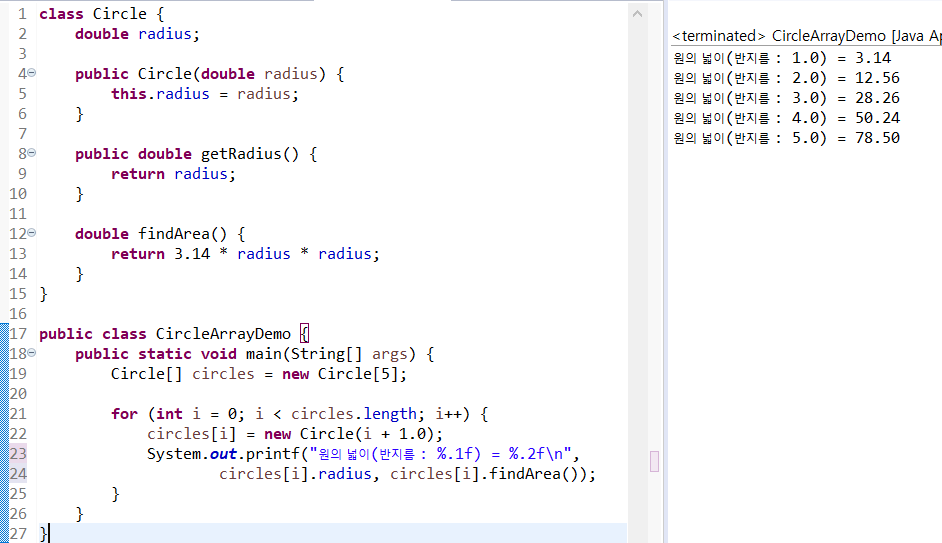 1 class Circle {
2     double radius;
3
4     public Circle(double radius) {
5         this.radius = radius;
6     }
7
8     public double getRadius() {
9         return radius;
10     }
11
12     double findArea() {
13         return 3.14 * radius * radius;
14     }
15 }
16
17 public class CircleArrayDemo {
18     public static void main(String[] args) {
19         Circle[] circles = new Circle[5];
20
21         for (int i = 0; i < circles.length; i++) {
22             circles[i] = new Circle(i + 1.0);
23             System.out.printf("원의 넓이(반지름 : %.1f) = %.2f\n",
24                     circles[i].radius, circles[i].findArea());
25         }
26     }
27 }
<terminated> CircleArrayDemo [Java Ap
원의 넓이(반지름 : 1.0) = 3.14
원의 넓이(반지름 : 2.0) = 12.56
원의 넓이(반지름 : 3.0) = 28.26
원의 넓이(반지름 : 4.0) = 50.24
원의 넓이(반지름 : 5.0) = 78.50